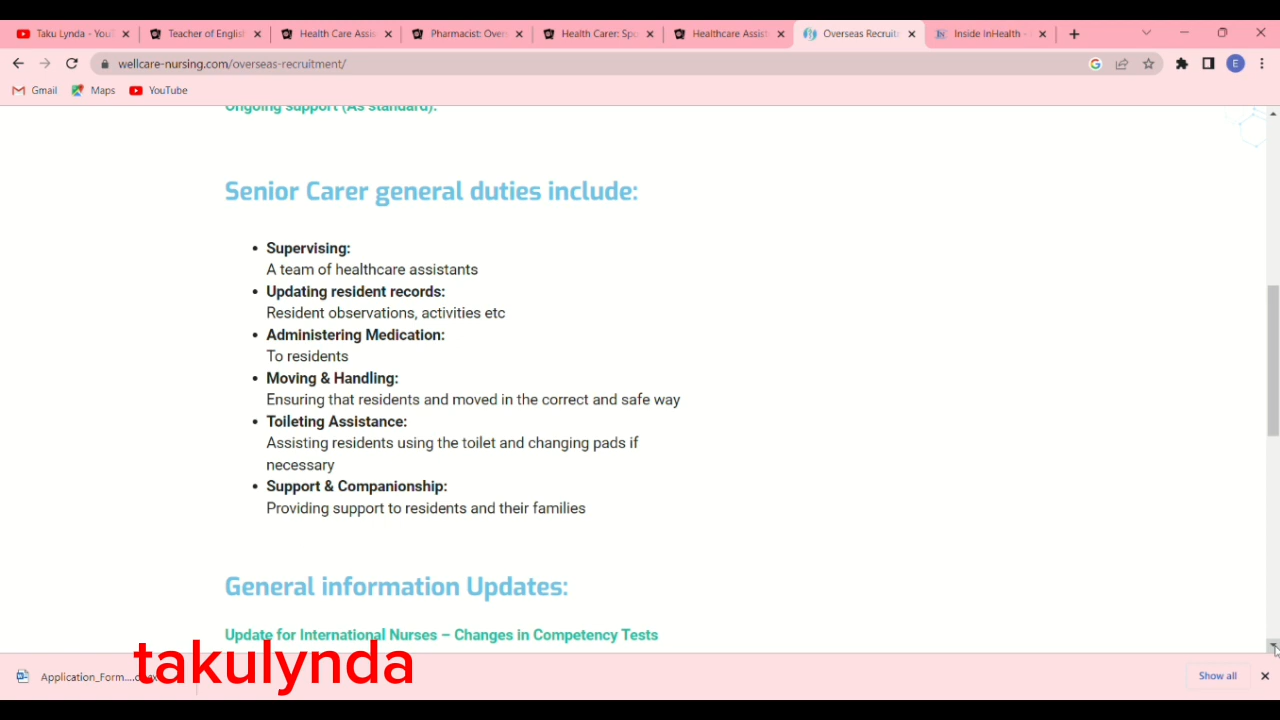 Taku Lynda - You
Teacher of English
Health Care Assis
Pharmacist: Overs
Health Carer: Spo
Healthcare Assist
Overseas Recruit
Inside InHealth -
wellcare-nursing.com/overseas-recruitment/
E
Gmail
Maps
YouTube
Ongoing support (As standard):
Senior Carer general duties include:
• Supervising:
A team of healthcare assistants
• Updating resident records:
Resident observations, activities etc
• Administering Medication:
To residents
• Moving & Handling:
Ensuring that residents and moved in the correct and safe way
• Toileting Assistance:
Assisting residents using the toilet and changing pads if
necessary
• Support & Companionship:
Providing support to residents and their families
General information Updates:
Update for International Nurses – Changes in Competency Tests
takulynda
Application_Form....
Show all